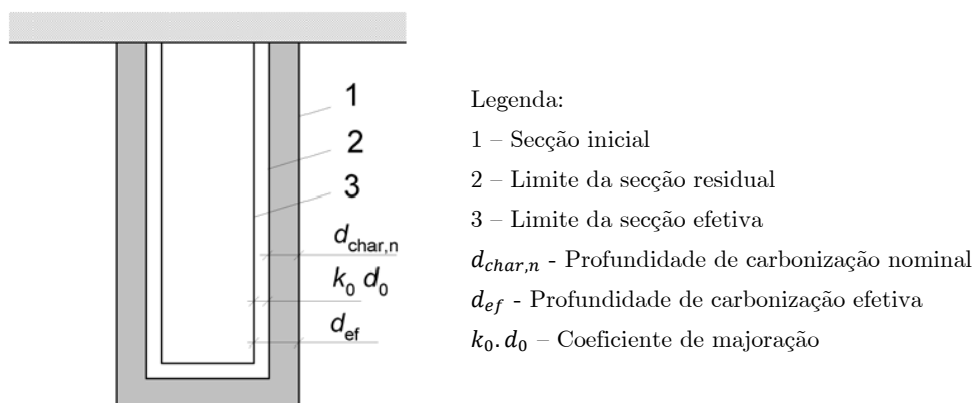 1
2
3
d_char,n
k_0 d_0
d_ef
Legenda:
1 – Secção inicial
2 – Limite da secção residual
3 – Limite da secção efetiva
d_char,n - Profundidade de carbonização nominal
d_ef - Profundidade de carbonização efetiva
k_0.d_0 – Coeficiente de majoração